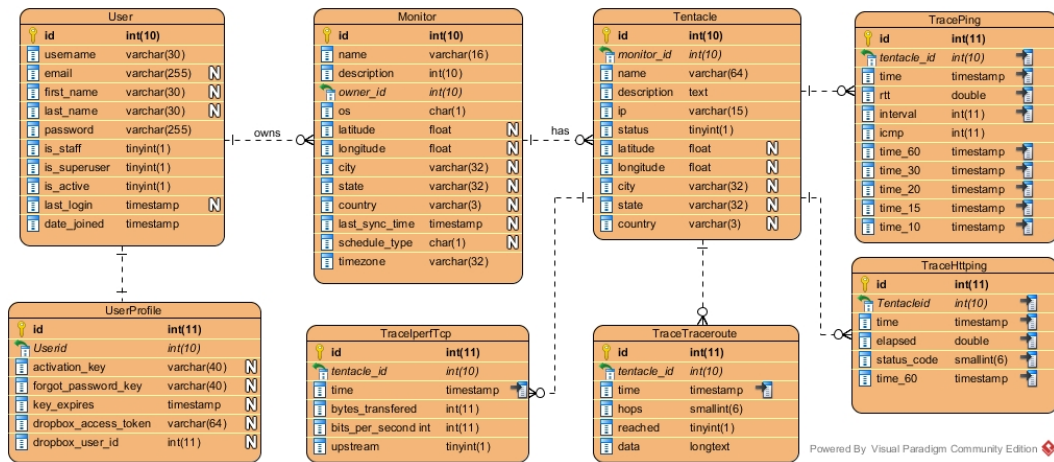 User
id int(10)
username varchar(30)
email varchar(255) N
first_name varchar(30) N
last_name varchar(30) N
password varchar(255)
is_staff tinyint(1)
is_superuser tinyint(1)
is_active tinyint(1)
last_login timestamp N
date_joined timestamp
owns
Monitor
id int(10)
name varchar(16)
description int(10)
owner_id int(10)
os char(1)
latitude float N
longitude float N
city varchar(32) N
state varchar(32) N
country varchar(3) N
last_sync_time timestamp N
schedule_type char(1) N
timezone varchar(32)
has
Tentacle
id int(10)
monitor_id int(10)
name varchar(64)
description text
ip varchar(15)
status tinyint(1)
latitude float N
longitude float N
city varchar(32) N
state varchar(32) N
country varchar(3) N
TracePing
id int(11)
tentacle_id int(10)
time timestamp
rtt double
interval int(11)
icmp int(11)
time_60 timestamp
time_30 timestamp
time_20 timestamp
time_15 timestamp
time_10 timestamp
UserProfile
id int(11)
Userid int(10)
activation_key varchar(40) N
forgot_password_key varchar(40) N
key_expires timestamp N
dropbox_access_token varchar(64) N
dropbox_user_id int(11) N
TraceIperfTcp
id int(11)
tentacle_id int(10)
time timestamp
bytes_transfered int(11)
bits_per_second int int(11)
upstream tinyint(1)
TraceTraceroute
id int(11)
tentacle_id int(10)
time timestamp
hops smallint(6)
reached tinyint(1)
data longtext
TraceHttping
id int(11)
Tentacleid int(10)
time timestamp
elapsed double
status_code smallint(6)
time_60 timestamp
Powered By Visual Paradigm Community Edition